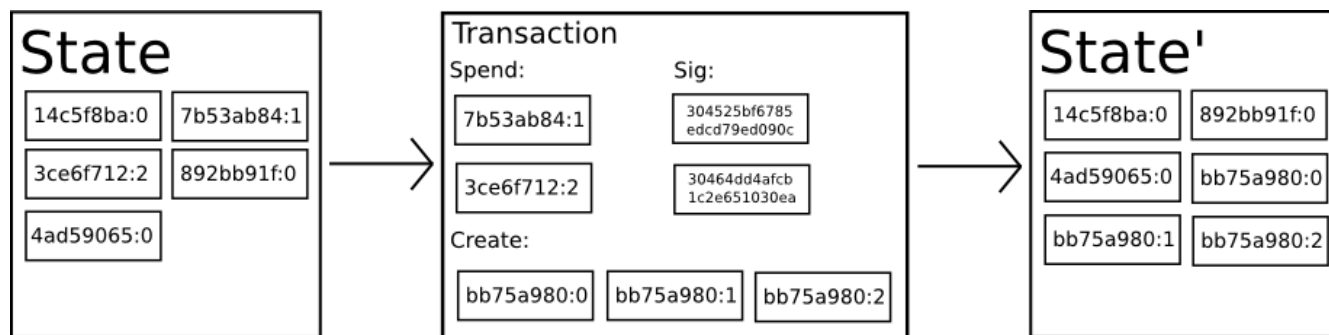 State
14c5f8ba:0 7b53ab84:1
3ce6f712:2 892bb91f:0
4ad59065:0
Transaction
Spend: Sig:
7b53ab84:1
304525bf6785
edcd79ed090c
3ce6f712:2
30464dd4afcb
1c2e651030ea
Create:
bb75a980:0 bb75a980:1 bb75a980:2
State'
14c5f8ba:0 892bb91f:0
4ad59065:0 bb75a980:0
bb75a980:1 bb75a980:2